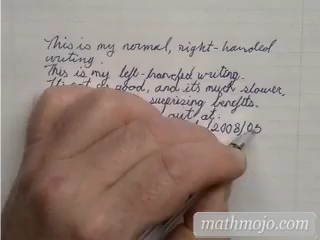 This is my normal, right-handed
writing.
This is my left-handed writing.
It's not as good, and it's much slower,
surprising benefits.
out at:
/2008/05
mathmojo.com